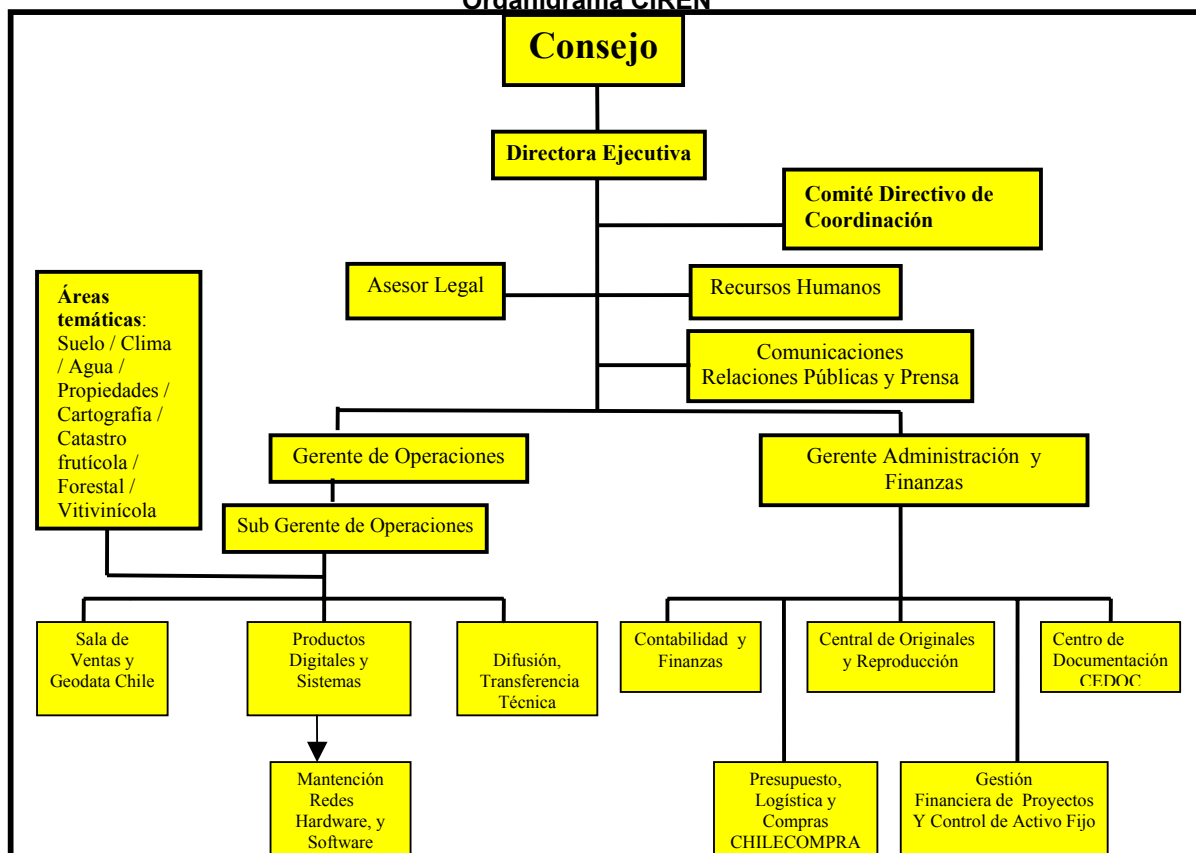 Organigrama CIREN
Consejo
Directora Ejecutiva
Comité Directivo de
Coordinación
Asesor Legal
Recursos Humanos
Comunicaciones
Relaciones Públicas y Prensa
Áreas
temáticas:
Suelo / Clima
/ Agua /
Propiedades /
Cartografía /
Catastro
frutícola /
Forestal /
Vitivinícola
Gerente de Operaciones
Sub Gerente de Operaciones
Gerente Administración y
Finanzas
Sala de
Ventas y
Geodata Chile
Productos
Digitales y
Sistemas
Difusión,
Transferencia
Técnica
Contabilidad y
Finanzas
Central de Originales
y Reproducción
Centro de
Documentación
CEDOC
Mantención
Redes
Hardware, y
Software
Presupuesto,
Logística y
Compras
CHILECOMPRA
Gestión
Financiera de Proyectos
Y Control de Activo Fijo